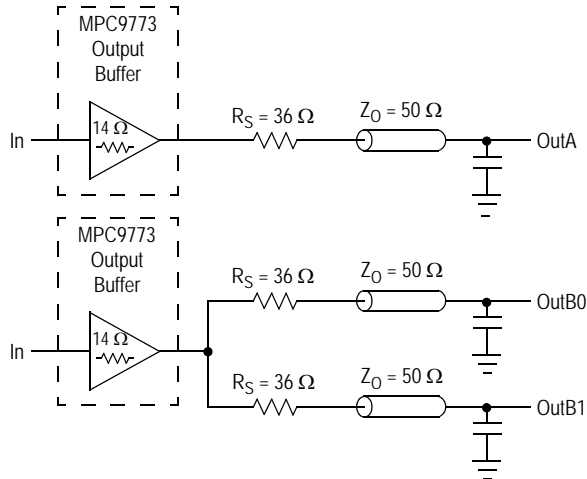 MPC9773
Output
Buffer
In
14 Ω
R_S = 36 Ω
Z_O = 50 Ω
OutA
MPC9773
Output
Buffer
In
14 Ω
R_S = 36 Ω
Z_O = 50 Ω
OutB0
R_S = 36 Ω
Z_O = 50 Ω
OutB1